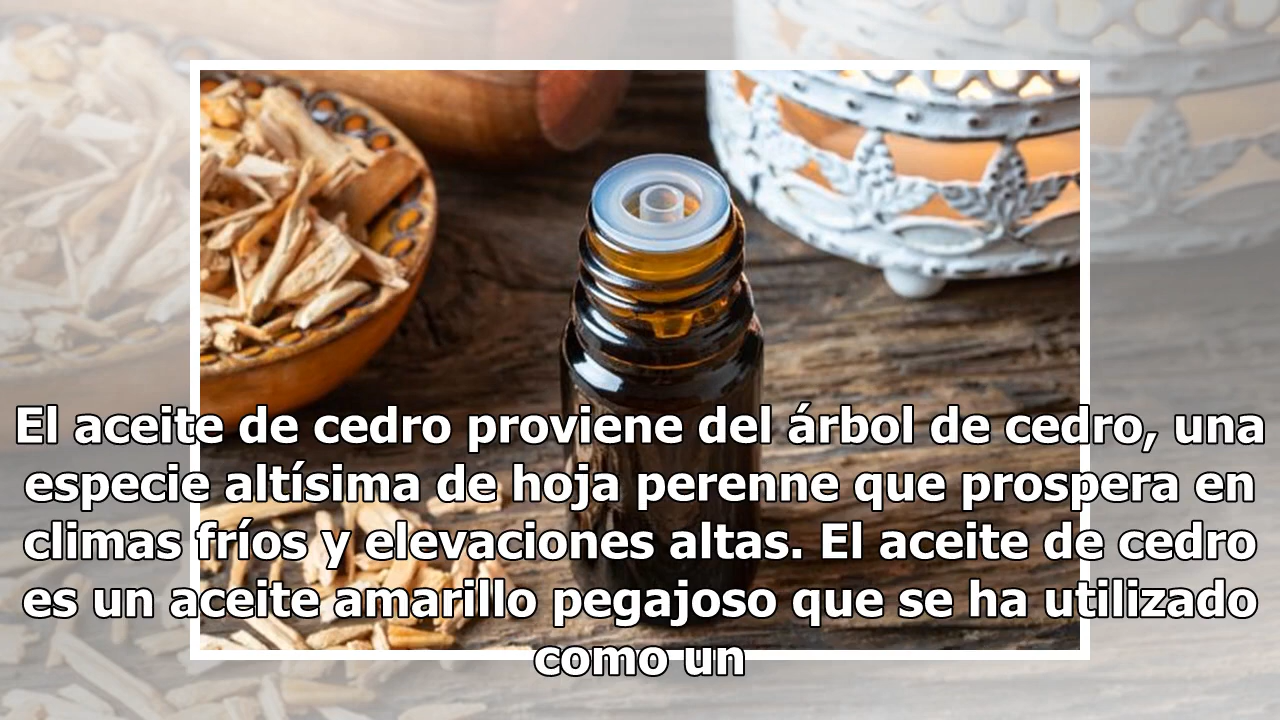 El aceite de cedro proviene del árbol de cedro, una
especie altísima de hoja perenne que prospera en
climas fríos y elevaciones altas. El aceite de cedro
es un aceite amarillo pegajoso que se ha utilizado
como un